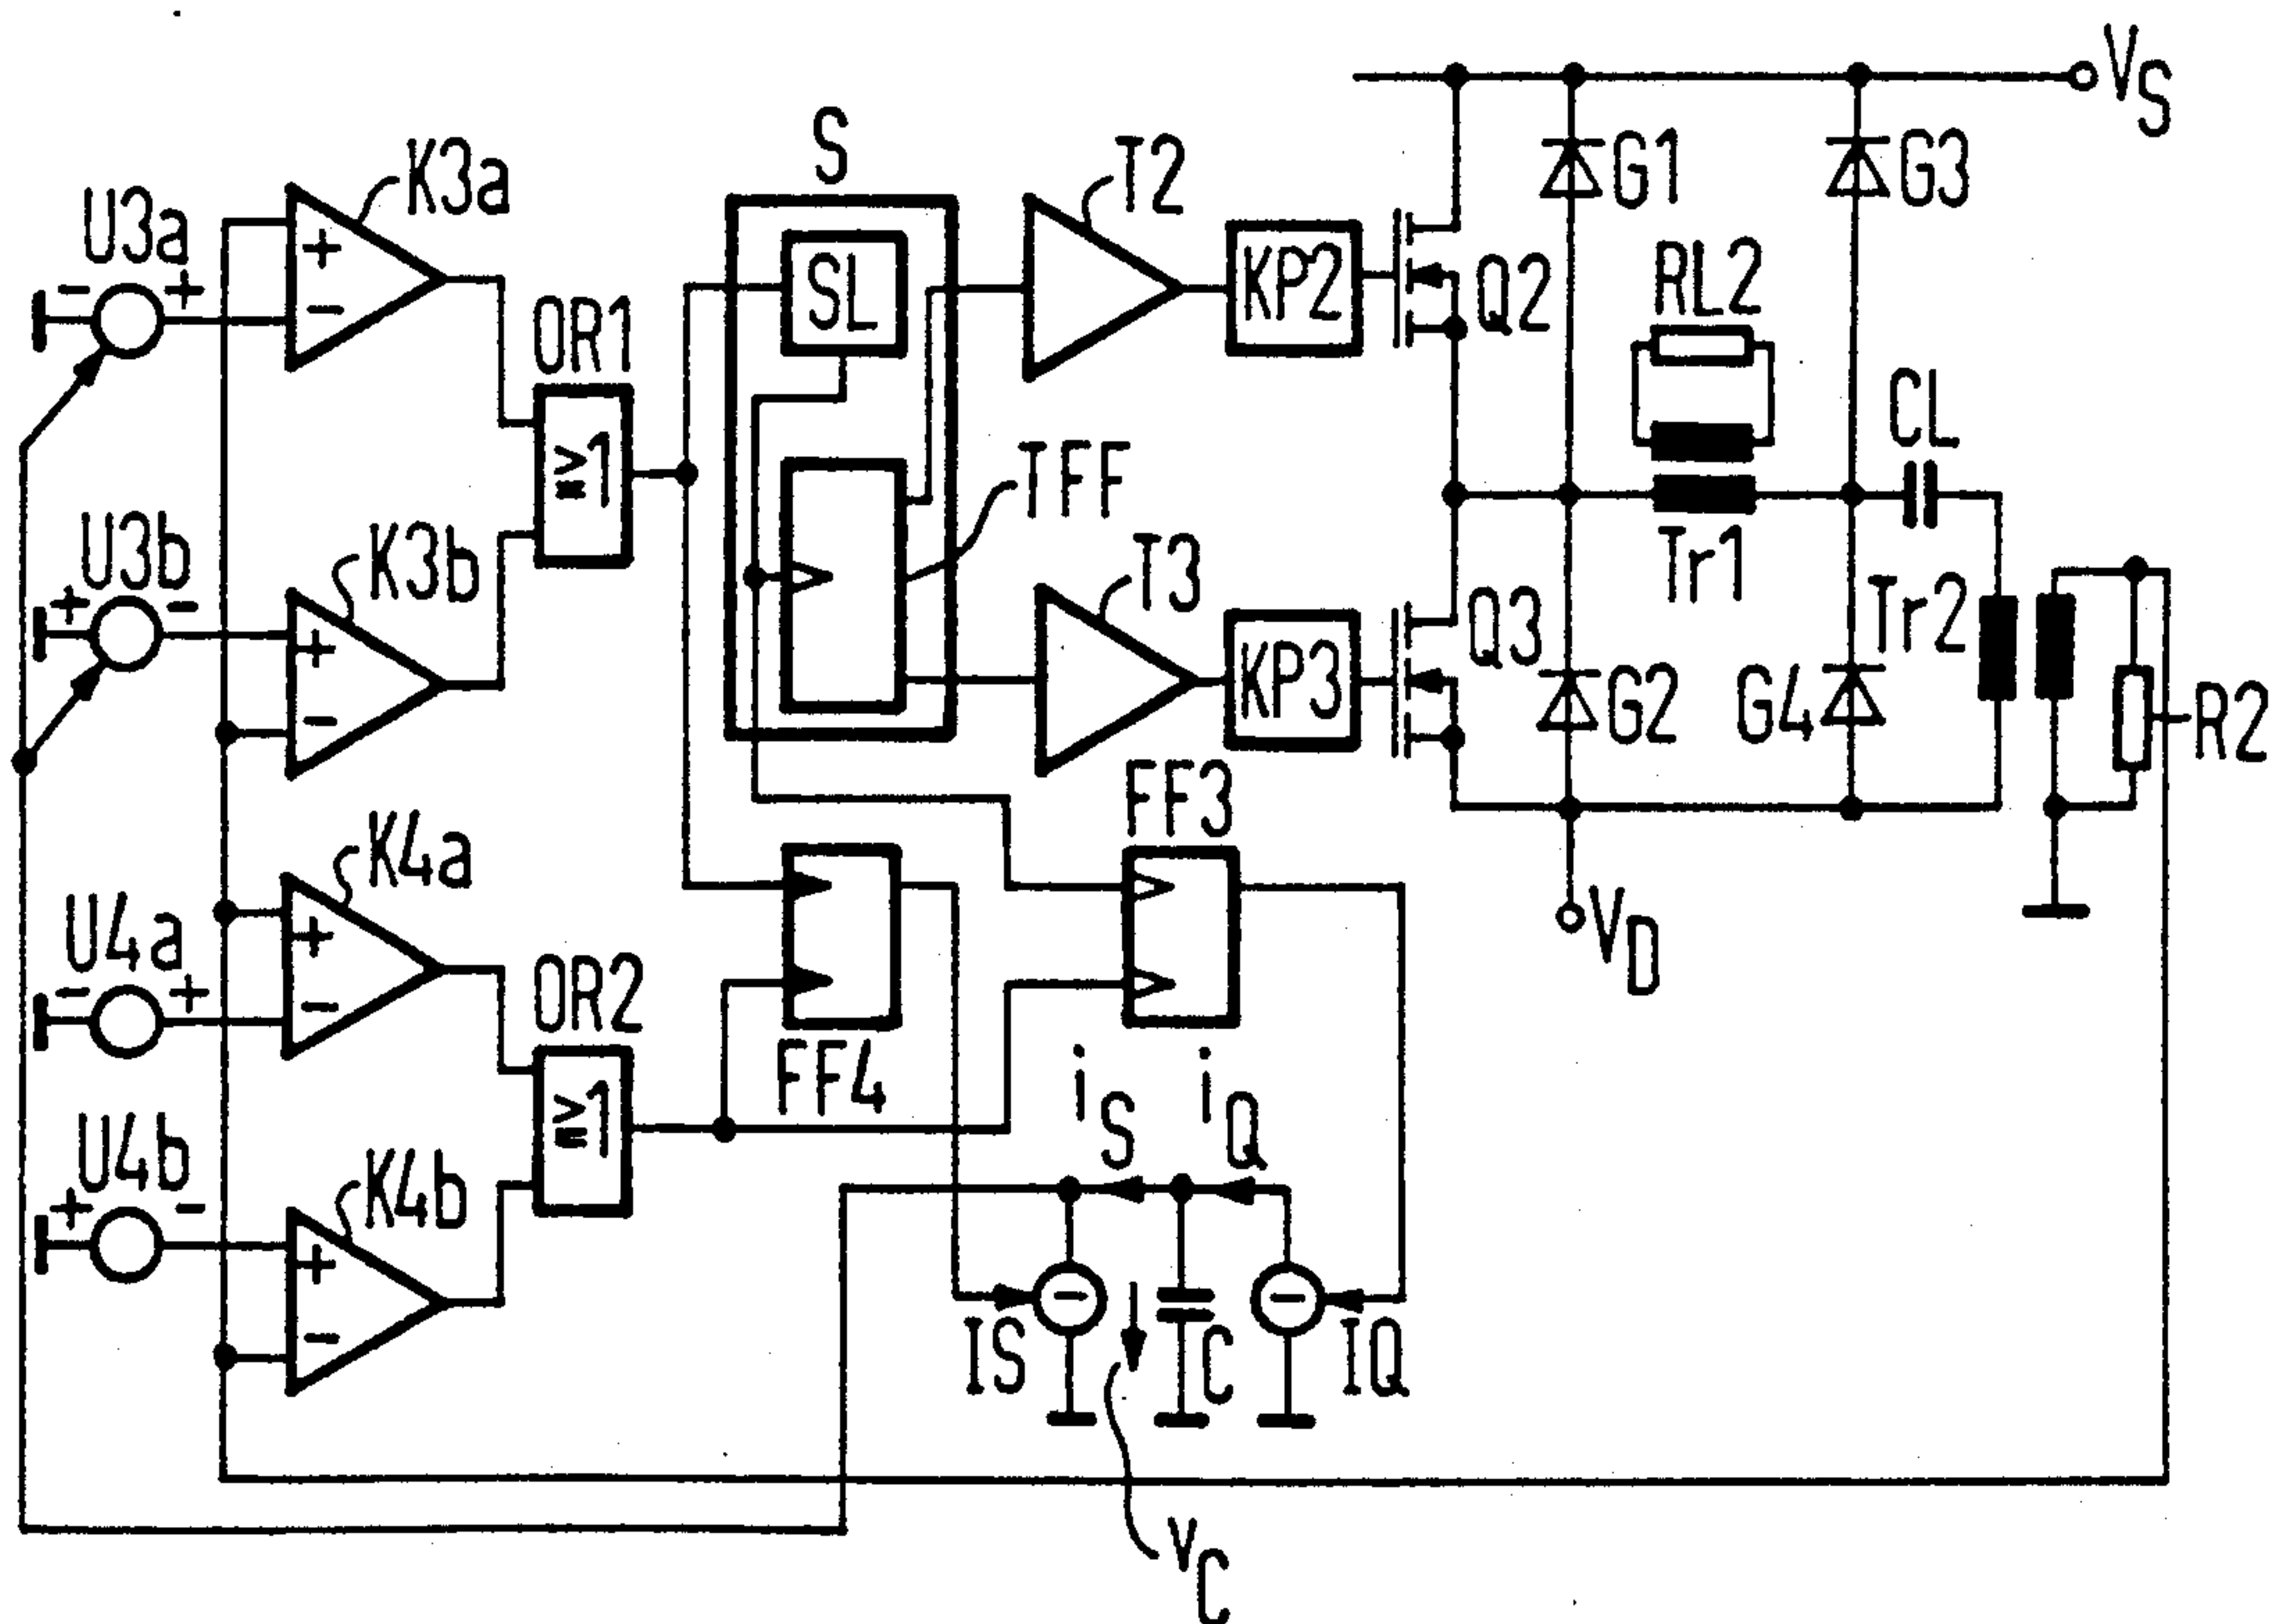 VS
S
K3a
T2
G1
G3
U3a
- +
+
-
SL
KP2
Q2
RL2
OR1
≥1
CL
TFF
U3b
+ -
K3b
+
-
T3
KP3
Q3
Tr1
Tr2
G2
G4
R2
FF3
K4a
+
-
U4a
- +
OR2
≥1
FF4
VD
iS
iQ
U4b
+ -
K4b
+
-
IS
C
IQ
vC